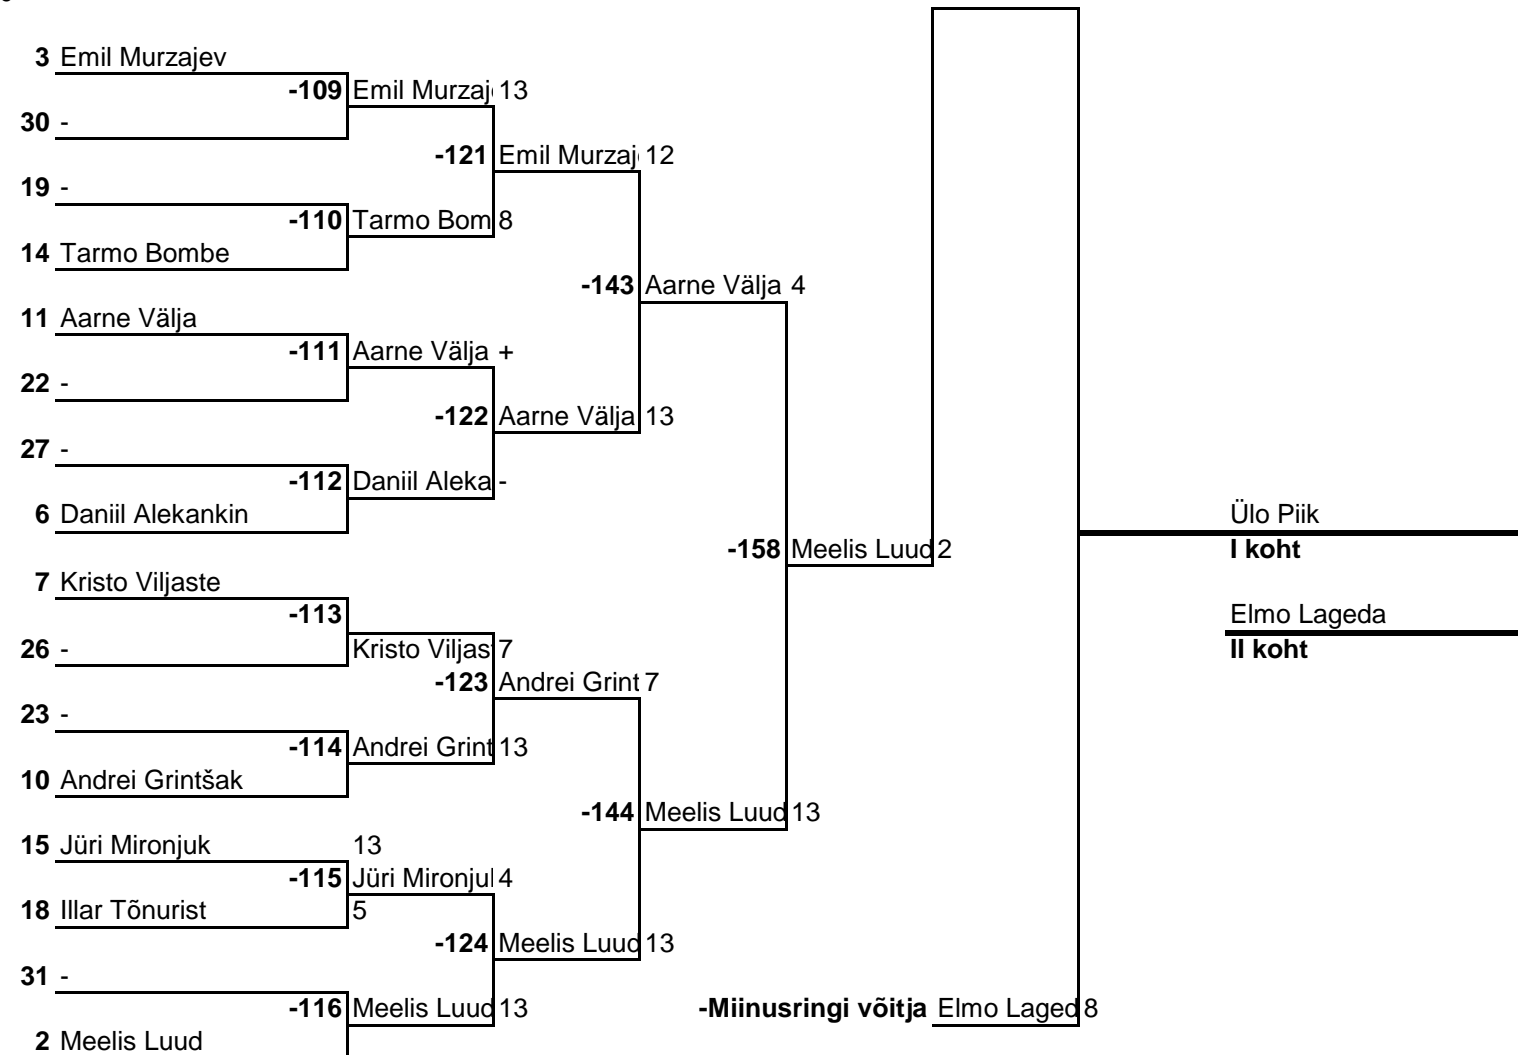 3 Emil Murzajev
-109 Emil Murzaj 13
30 -
-121 Emil Murzaj 12
19 -
-110 Tarmo Bom 8
14 Tarmo Bombe
-143 Aarne Välja 4
11 Aarne Välja
-111 Aarne Välja +
22 -
-122 Aarne Välja 13
27 -
-112 Daniil Aleka -
6 Daniil Alekankin
Ülo Piik
-158 Meelis Luud 2
I koht
7 Kristo Viljaste
-113
Elmo Lageda
26 -
Kristo Viljas 7
II koht
-123 Andrei Grint 7
23 -
-114 Andrei Grint 13
10 Andrei Grintšak
-144 Meelis Luud 13
15 Jüri Mironjuk 13
-115 Jüri Mironjul 4
18 Illar Tõnurist 5
-124 Meelis Luud 13
31 -
-116 Meelis Luud 13
-Miinusringi võitja Elmo Laged 8
2 Meelis Luud